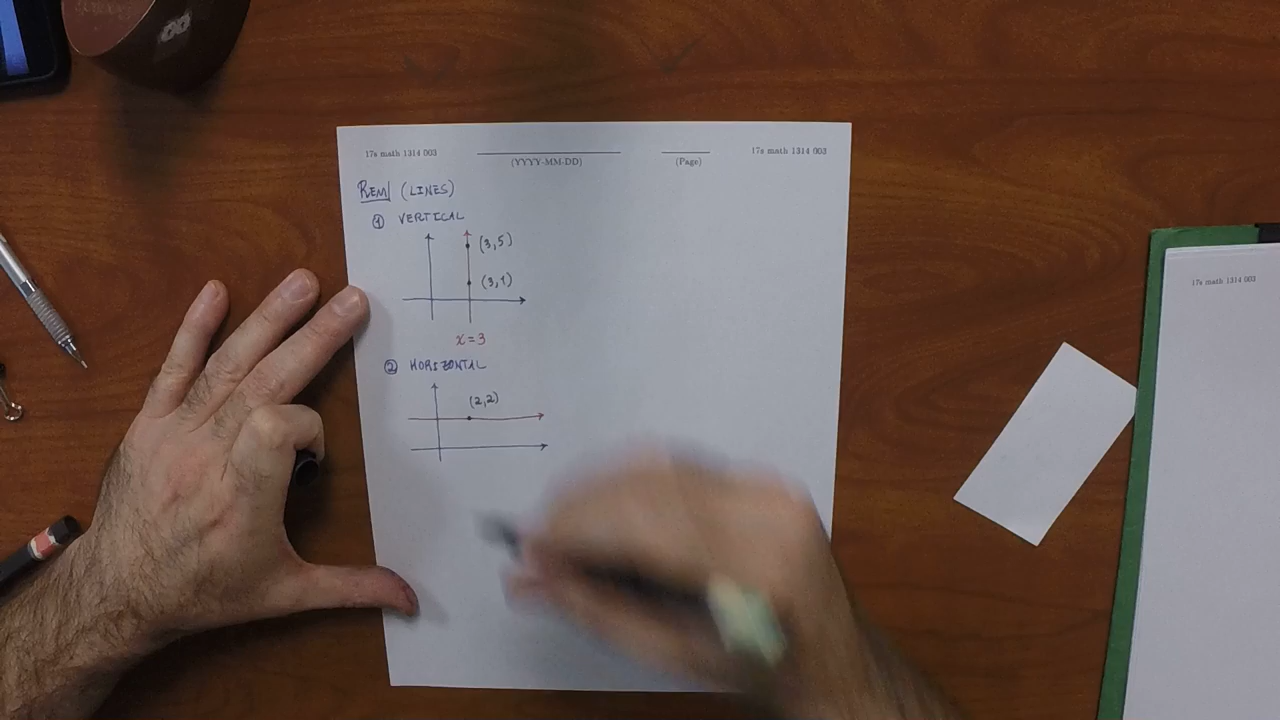 17s math 1314 003 (YYYY-MM-DD) (Page) 17s math 1314 003
REM (LINES)
① VERTICAL
(3,5)
(3,1)
x=3
② HORIZONTAL
(2,2)
17s math 1314 003